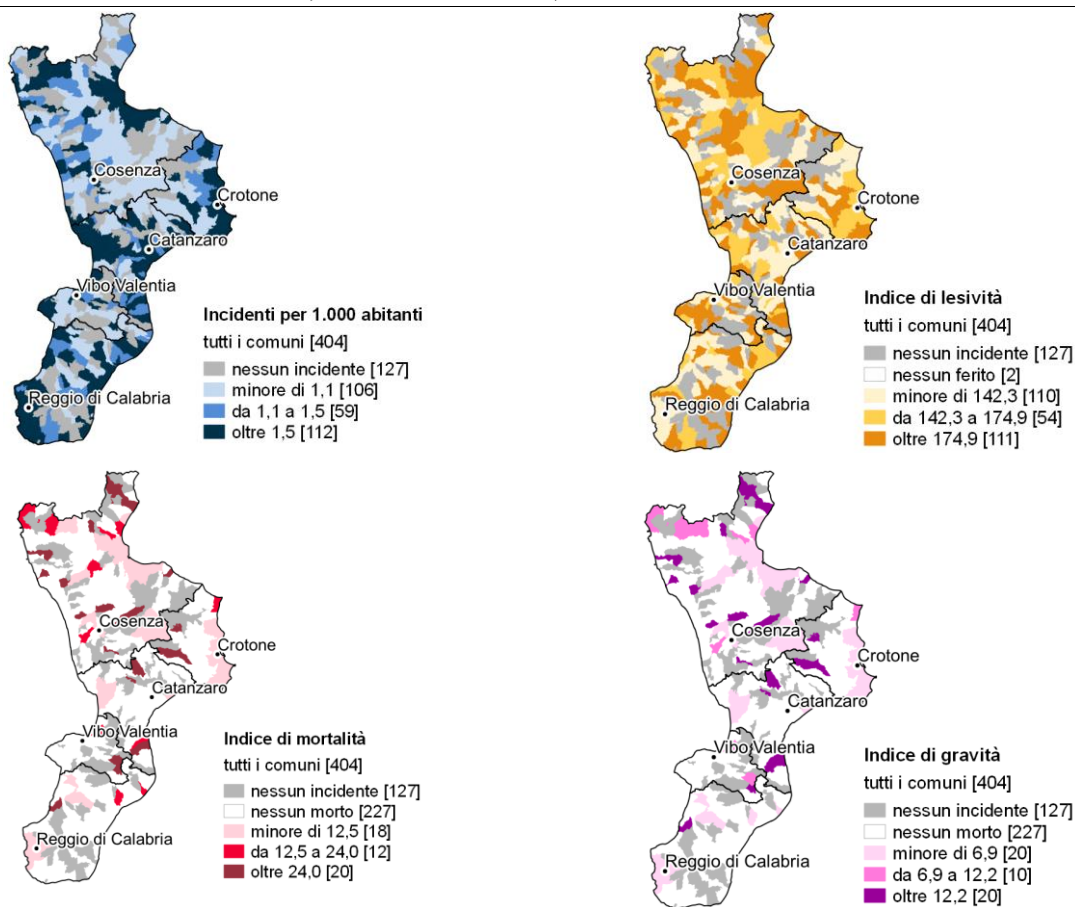 Cosenza
Crotone
Catanzaro
Vibo Valentia
Reggio di Calabria
Incidenti per 1.000 abitanti
tutti i comuni [404]
nessun incidente [127]
minore di 1,1 [106]
da 1,1 a 1,5 [59]
oltre 1,5 [112]
Cosenza
Crotone
Catanzaro
Vibo Valentia
Reggio di Calabria
Indice di lesività
tutti i comuni [404]
nessun incidente [127]
nessun ferito [2]
minore di 142,3 [110]
da 142,3 a 174,9 [54]
oltre 174,9 [111]
Cosenza
Crotone
Catanzaro
Vibo Valentia
Reggio di Calabria
Indice di mortalità
tutti i comuni [404]
nessun incidente [127]
nessun morto [227]
minore di 12,5 [18]
da 12,5 a 24,0 [12]
oltre 24,0 [20]
Cosenza
Crotone
Catanzaro
Vibo Valentia
Reggio di Calabria
Indice di gravità
tutti i comuni [404]
nessun incidente [127]
nessun morto [227]
minore di 6,9 [20]
da 6,9 a 12,2 [10]
oltre 12,2 [20]